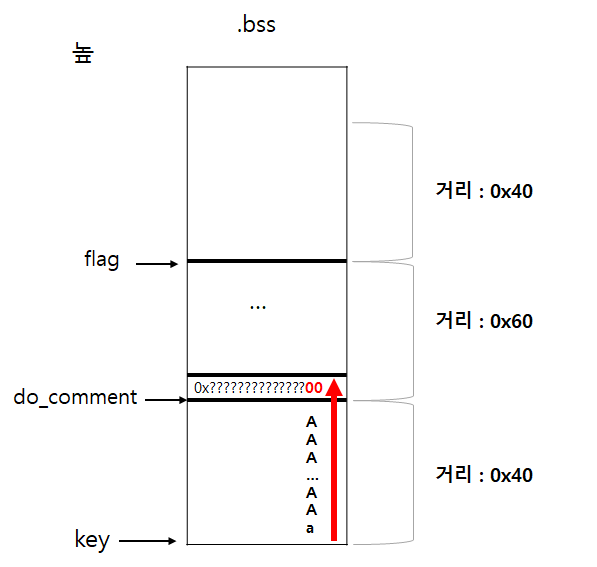 .bss
높
거리 : 0x40
flag
...
거리 : 0x60
0x??????????????00
do_comment
A
A
A
...
A
A
a
거리 : 0x40
key